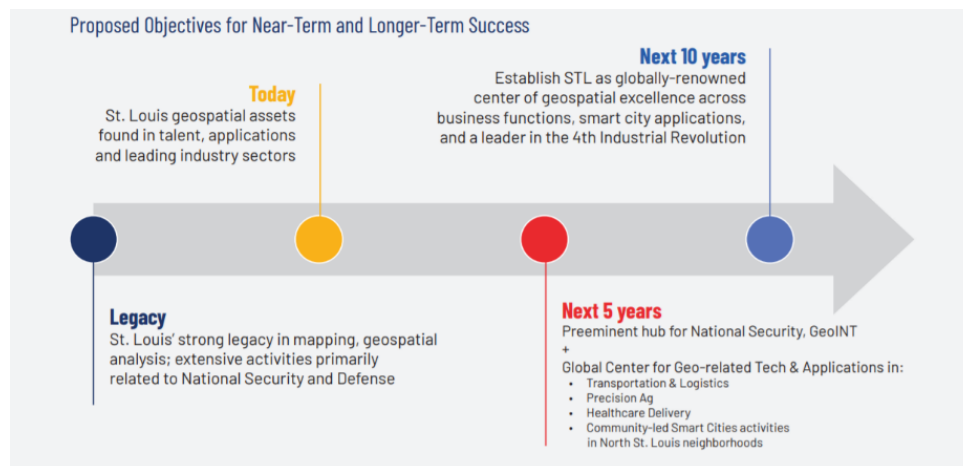 Proposed Objectives for Near-Term and Longer-Term Success
Today
St. Louis geospatial assets
found in talent, applications
and leading industry sectors
Next 10 years
Establish STL as globally-renowned
center of geospatial excellence across
business functions, smart city applications,
and a leader in the 4th Industrial Revolution
Legacy
St. Louis' strong legacy in mapping, geospatial
analysis; extensive activities primarily
related to National Security and Defense
Next 5 years
Preeminent hub for National Security, GeoINT
+
Global Center for Geo-related Tech & Applications in:
• Transportation & Logistics
• Precision Ag
• Healthcare Delivery
• Community-led Smart Cities activities
in North St. Louis neighborhoods